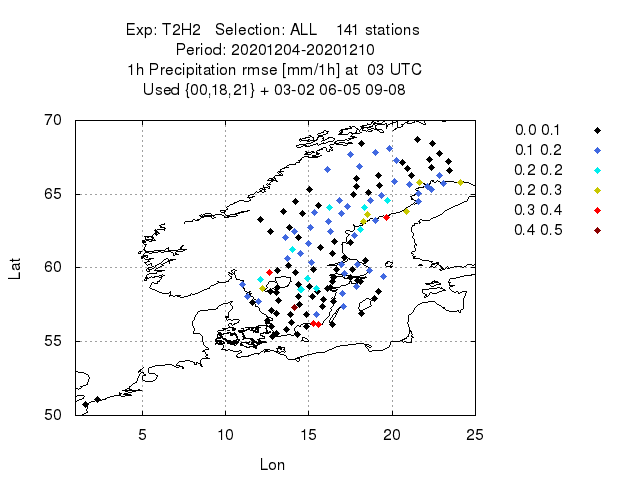 Exp: T2H2 Selection: ALL 141 stations
Period: 20201204-20201210
1h Precipitation rmse [mm/1h] at 03 UTC
Used {00,18,21} + 03-02 06-05 09-08
70
65
60
55
50
Lat
5
10
15
20
25
Lon
0.0 0.1
0.1 0.2
0.2 0.2
0.2 0.3
0.3 0.4
0.4 0.5